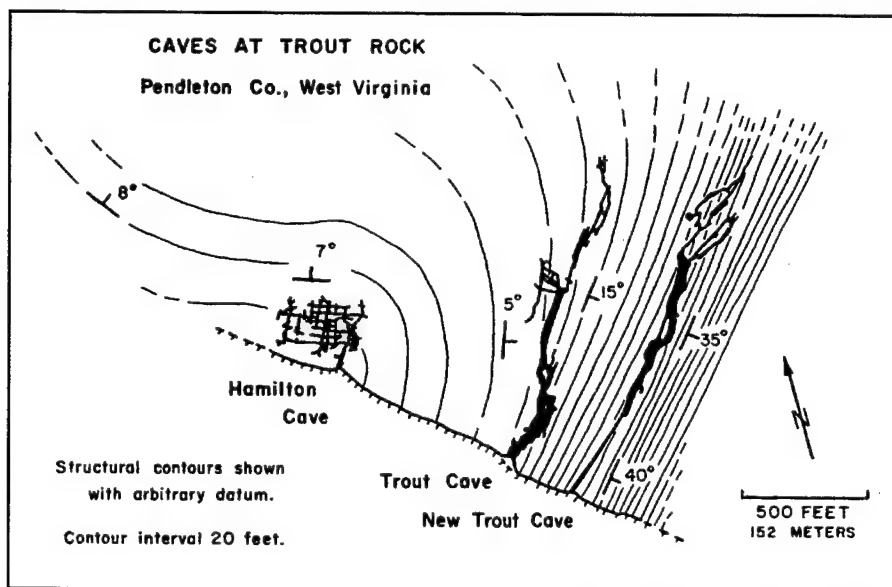 CAVES AT TROUT ROCK
Pendleton Co., West Virginia
8°
7°
5°
15°
35°
40°
Hamilton
Cave
Trout Cave
New Trout Cave
Structural contours shown
with arbitrary datum.
Contour interval 20 feet.
N
500 FEET
152 METERS